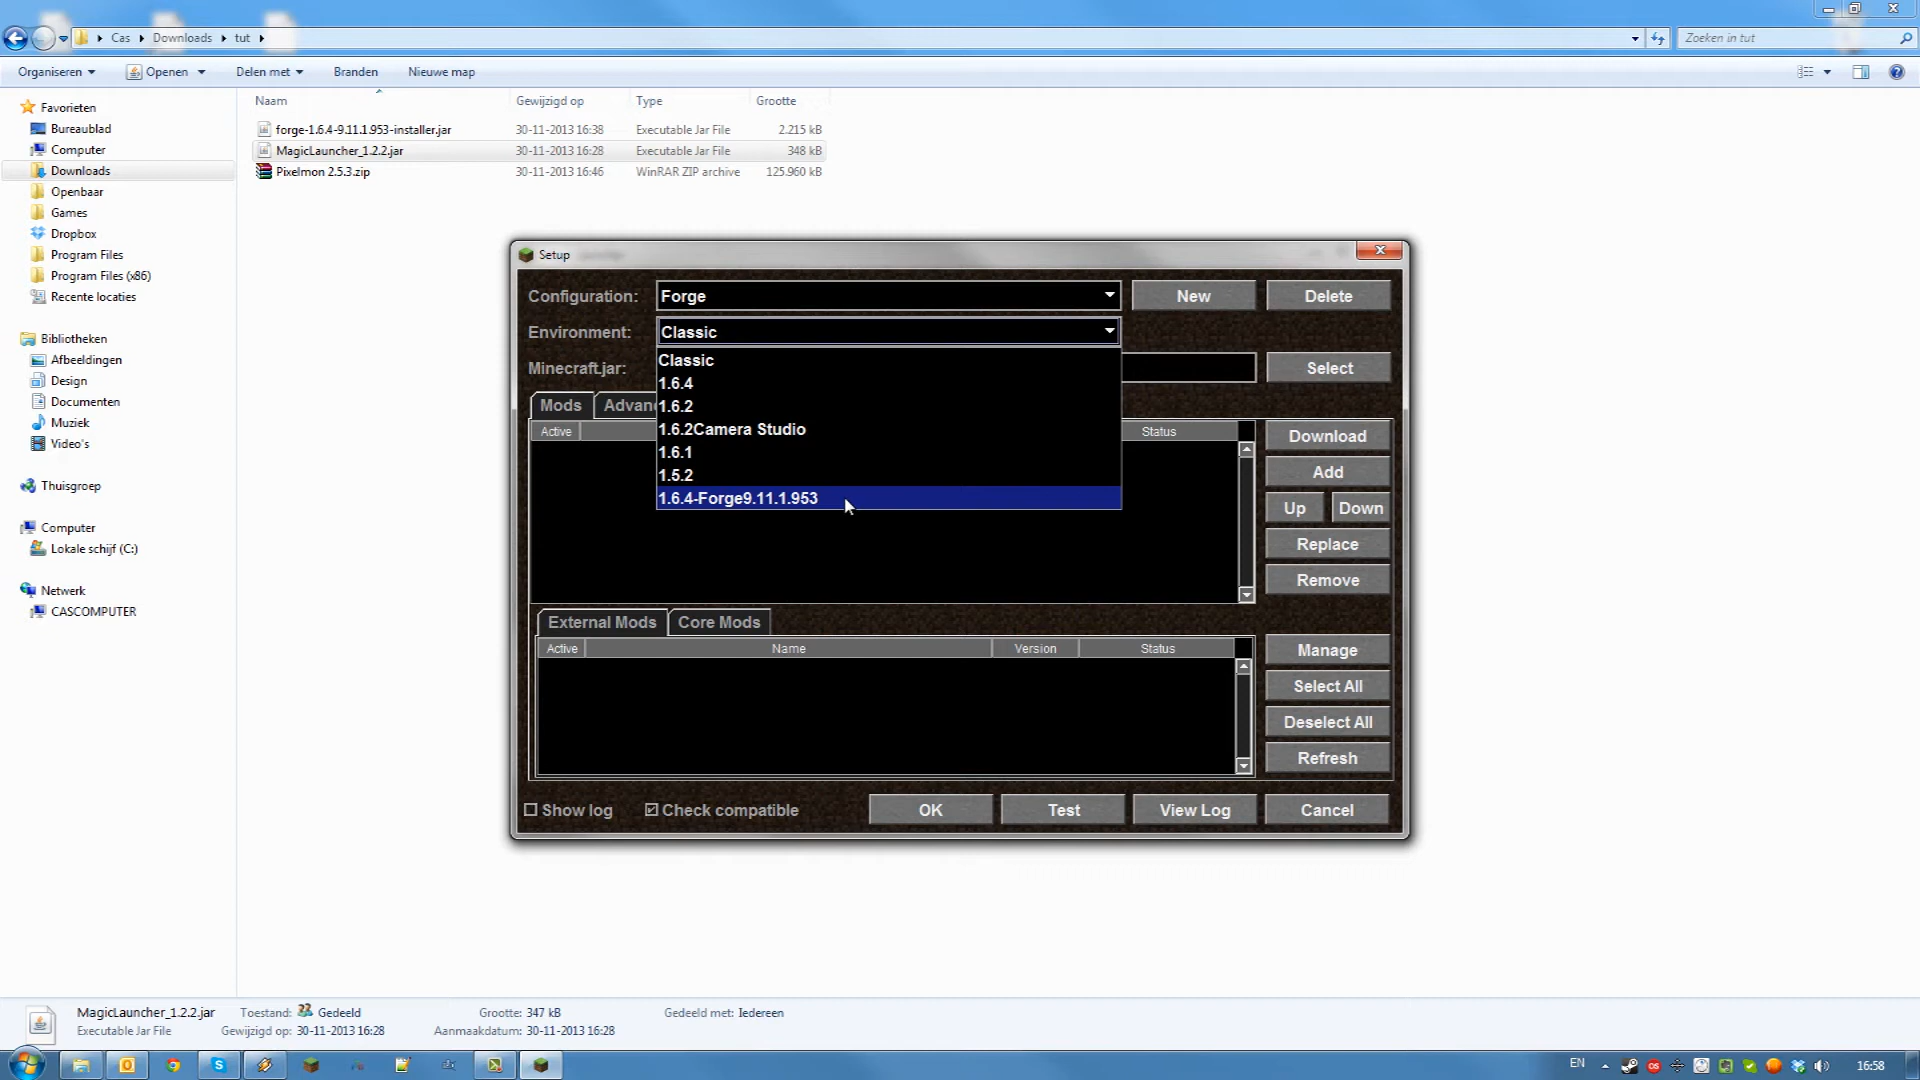 Cas
Downloads
tut
Zoeken in tut
Organiseren
Openen
Delen met
Branden
Nieuwe map
Favorieten
Bureaublad
Computer
Downloads
Openbaar
Games
Dropbox
Program Files
Program Files (x86)
Recente locaties
Bibliotheken
Afbeeldingen
Design
Documenten
Muziek
Video's
Thuisgroep
Computer
Lokale schijf (C:)
Netwerk
CASCOMPUTER
Naam Gewijzigd op Type Grootte
forge-1.6.4-9.11.1.953-installer.jar 30-11-2013 16:38 Executable Jar File 2.215 kB
MagicLauncher_1.2.2.jar 30-11-2013 16:28 Executable Jar File 348 kB
Pixelmon 2.5.3.zip 30-11-2013 16:46 WinRAR ZIP archive 125.960 kB
Setup
Configuration: Forge New Delete
Environment: Classic
Minecraft.jar: Select
Classic
1.6.4
1.6.2
1.6.2Camera Studio
1.6.1
1.5.2
1.6.4-Forge9.11.1.953
Mods Advan
Active Status
Download
Add
Up Down
Replace
Remove
External Mods Core Mods
Active Name Version Status
Manage
Select All
Deselect All
Refresh
Show log Check compatible OK Test View Log Cancel
MagicLauncher_1.2.2.jar Toestand: Gedeeld Grootte: 347 kB Gedeeld met: Iedereen
Executable Jar File Gewijzigd op: 30-11-2013 16:28 Aanmaakdatum: 30-11-2013 16:28
EN 16:58